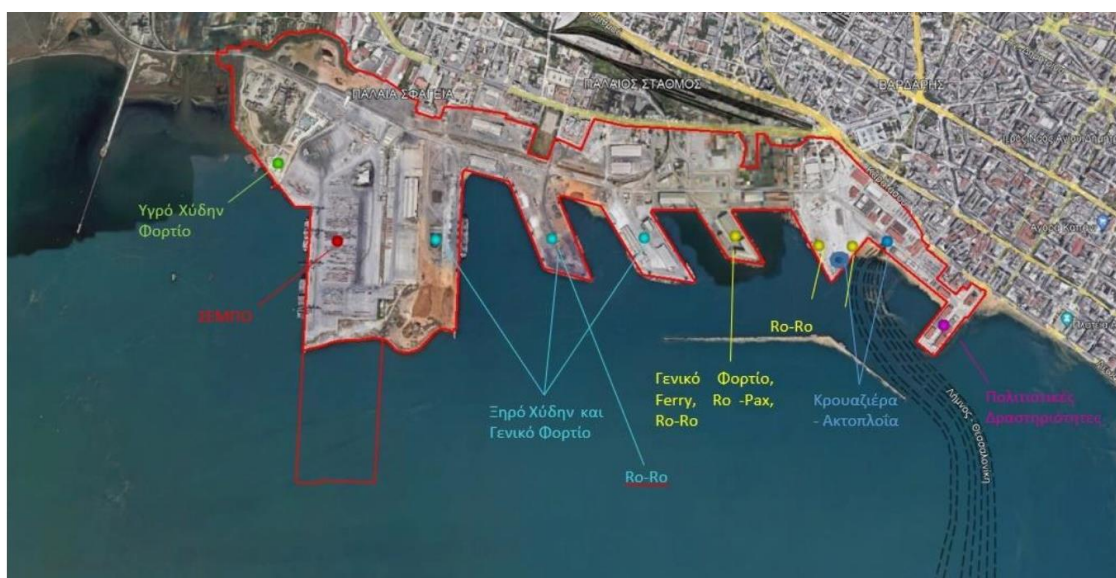 ΠΑΛΑΙΑ ΣΦΑΓΕΙΑ
ΠΑΛΑΙΟΣ ΣΤΑΘΜΟΣ
ΒΑΡΔΑΡΗΣ
Υγρό Χύδην
Φορτίο
ΣΕΜΠΟ
Ξηρό Χύδην και
Γενικό Φορτίο
Ro-Ro
Γενικό Φορτίο,
Ferry, Ro -Pax,
Ro-Ro
Ro-Ro
Κρουαζιέρα
- Ακτοπλοΐα
Πολιτιστικές
Δραστηριότητες
Λήμνος - Θεσσαλονίκη